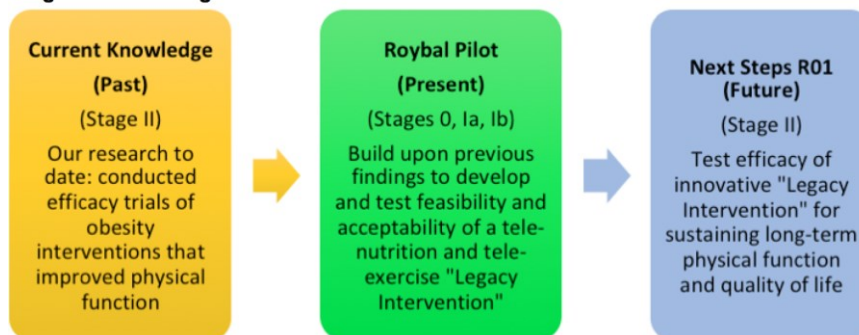 Current Knowledge
(Past)
(Stage II)
Our research to
date: conducted
efficacy trials of
obesity
interventions that
improved physical
function
Roybal Pilot
(Present)
(Stages 0, Ia, Ib)
Build upon previous
findings to develop
and test feasibility and
acceptability of a tele-
nutrition and tele-
exercise "Legacy
Intervention"
Next Steps R01
(Future)
(Stage II)
Test efficacy of
innovative "Legacy
Intervention" for
sustaining long-term
physical function
and quality of life